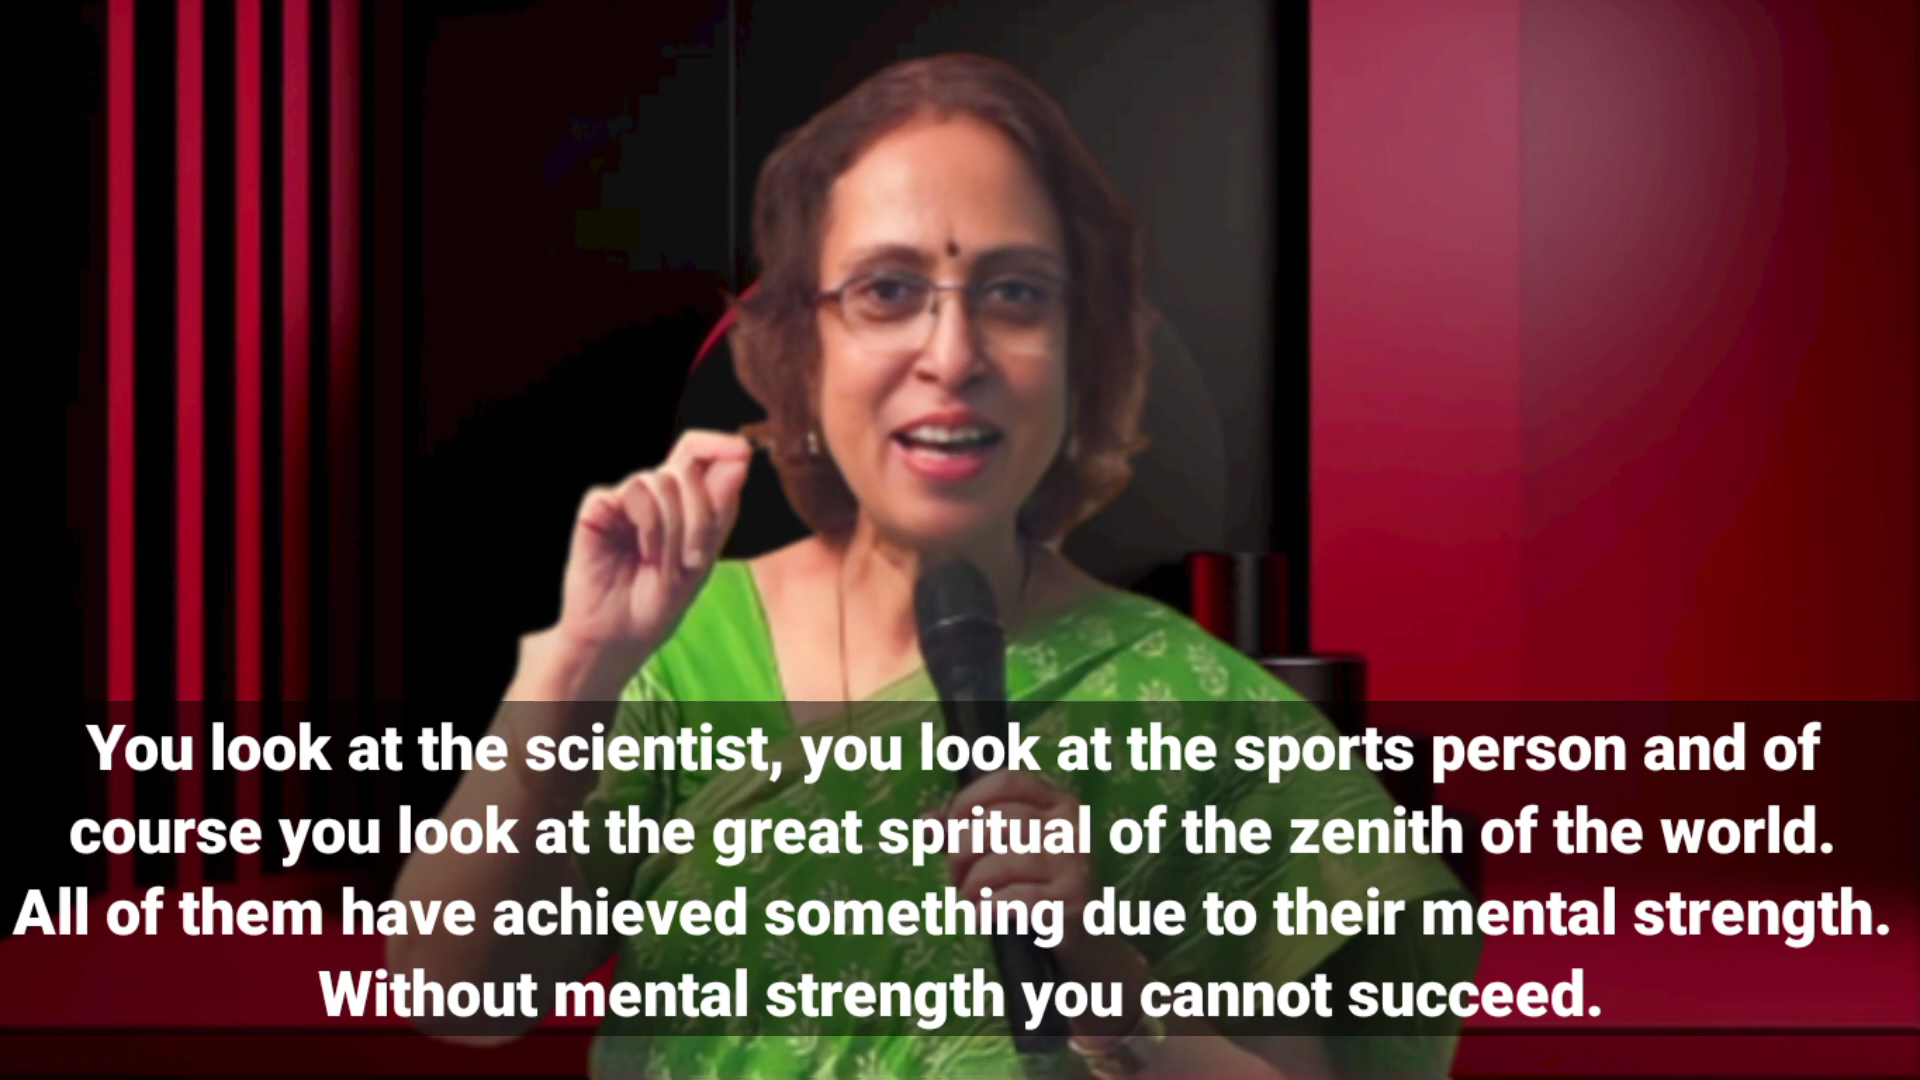 You look at the scientist, you look at the sports person and of
course you look at the great spritual of the zenith of the world.
All of them have achieved something due to their mental strength.
Without mental strength you cannot succeed.